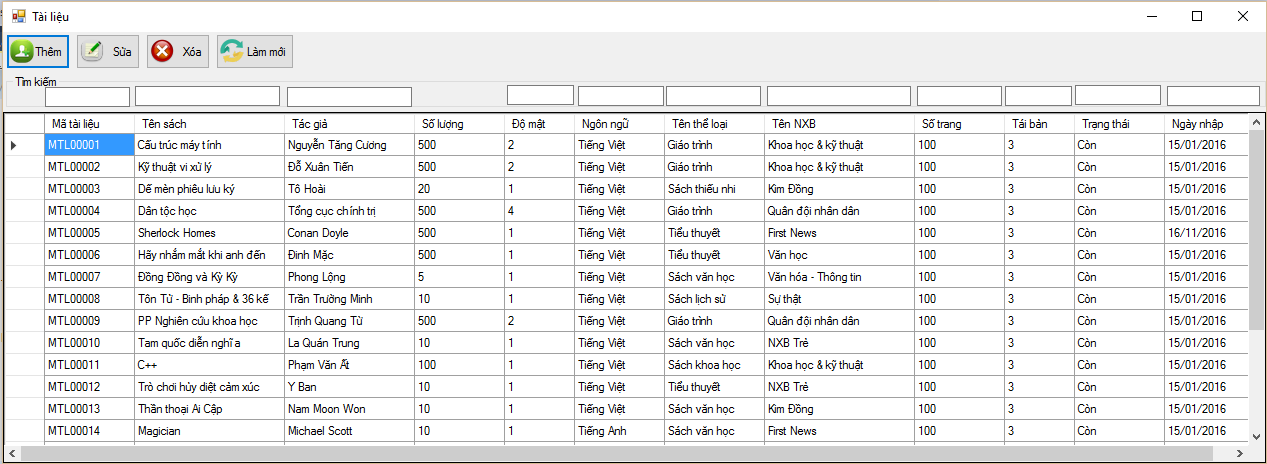 Tài liệu
Thêm Sửa Xóa Làm mới
Tìm kiếm
Mã tài liệu Tên sách Tác giả Số lượng Độ mật Ngôn ngữ Tên thể loại Tên NXB Số trang Tái bản Trạng thái Ngày nhập
MTL00001 Cấu trúc máy tính Nguyễn Tăng Cương 500 2 Tiếng Việt Giáo trình Khoa học & kỹ thuật 100 3 Còn 15/01/2016
MTL00002 Kỹ thuật vi xử lý Đỗ Xuân Tiến 500 2 Tiếng Việt Giáo trình Khoa học & kỹ thuật 100 3 Còn 15/01/2016
MTL00003 Dế mèn phiêu lưu ký Tô Hoài 20 1 Tiếng Việt Sách thiếu nhi Kim Đồng 100 3 Còn 15/01/2016
MTL00004 Dân tộc học Tổng cục chính trị 500 4 Tiếng Việt Giáo trình Quân đội nhân dân 100 3 Còn 15/01/2016
MTL00005 Sherlock Homes Conan Doyle 500 1 Tiếng Việt Tiểu thuyết First News 100 3 Còn 16/11/2016
MTL00006 Hãy nhắm mắt khi anh đến Đinh Mặc 500 1 Tiếng Việt Tiểu thuyết Văn học 100 3 Còn 15/01/2016
MTL00007 Đồng Đồng và Kỳ Kỳ Phong Lộng 5 1 Tiếng Việt Sách văn học Văn hóa - Thông tin 100 3 Còn 15/01/2016
MTL00008 Tôn Tử - Binh pháp & 36 kế Trần Trường Minh 10 1 Tiếng Việt Sách lịch sử Sự thật 100 3 Còn 15/01/2016
MTL00009 PP Nghiên cứu khoa học Trịnh Quang Từ 500 2 Tiếng Việt Giáo trình Quân đội nhân dân 100 3 Còn 15/01/2016
MTL00010 Tam quốc diễn nghĩa La Quán Trung 10 1 Tiếng Việt Sách văn học NXB Trẻ 100 3 Còn 15/01/2016
MTL00011 C++ Phạm Văn Ất 100 1 Tiếng Việt Sách khoa học Khoa học & kỹ thuật 100 3 Còn 15/01/2016
MTL00012 Trò chơi hủy diệt cảm xúc Y Ban 10 1 Tiếng Việt Tiểu thuyết NXB Trẻ 100 3 Còn 15/01/2016
MTL00013 Thần thoại Ai Cập Nam Moon Won 10 1 Tiếng Việt Sách văn học Kim Đồng 100 3 Còn 15/01/2016
MTL00014 Magician Michael Scott 10 1 Tiếng Anh Sách văn học First News 100 3 Còn 15/01/2016